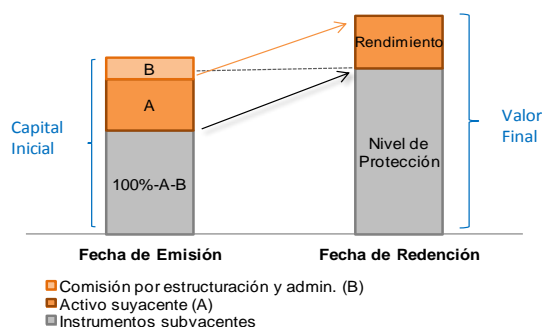 Rendimiento
B
A
Capital
Inicial
100%-A-B
Nivel de
Protección
Valor
Final
Fecha de Emisión
Fecha de Redención
Comisión por estructuración y admin. (B)
Activo suyacente (A)
Instrumentos subyacentes